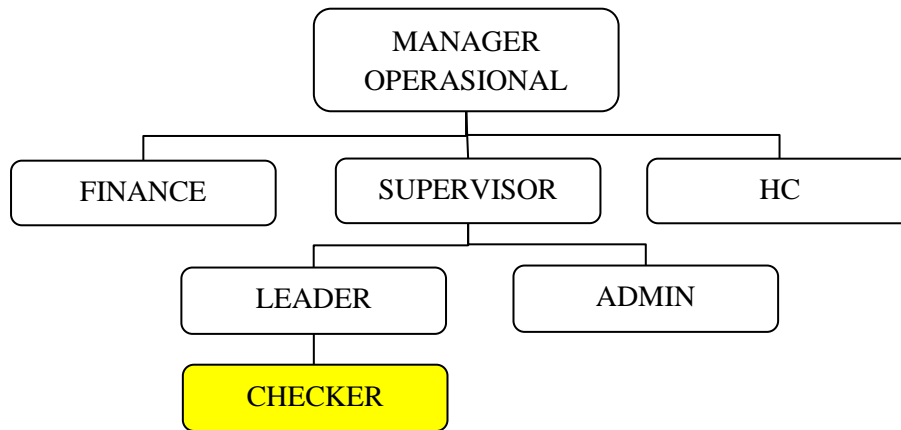 MANAGER
OPERASIONAL
FINANCE
SUPERVISOR
HC
LEADER
ADMIN
CHECKER